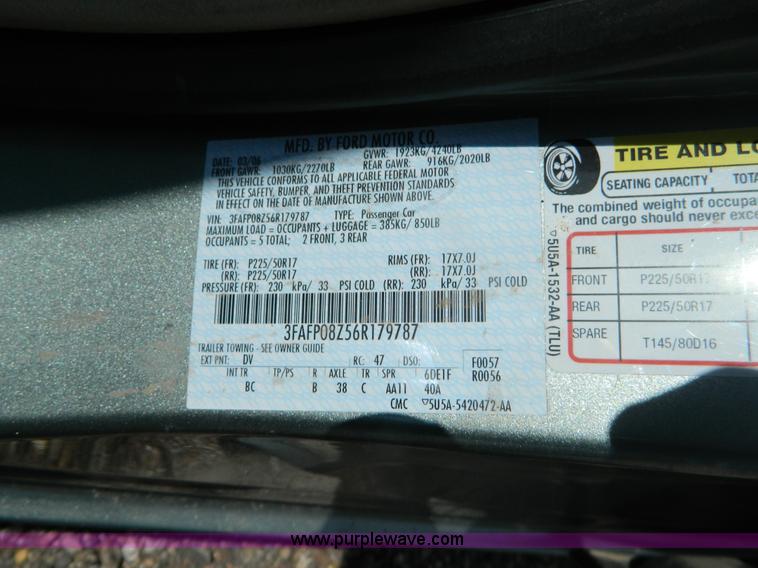 MFD. BY FORD MOTOR CO.
DATE: 03/06 GVWR: 1923KG/4240LB
FRONT GAWR: 1030KG/2270LB REAR GAWR: 916KG/2020LB
THIS VEHICLE CONFORMS TO ALL APPLICABLE FEDERAL MOTOR
VEHICLE SAFETY, BUMPER, AND THEFT PREVENTION STANDARDS
IN EFFECT ON THE DATE OF MANUFACTURE SHOWN ABOVE.
VIN: 3FAFP08Z56R179787 TYPE: Passenger Car
MAXIMUM LOAD = OCCUPANTS + LUGGAGE = 385KG/ 850LB
OCCUPANTS = 5 TOTAL; 2 FRONT, 3 REAR
TIRE (FR): P225/50R17 RIMS (FR): 17X7.0J
(RR): P225/50R17 (RR): 17X7.0J
PRESSURE (FR): 230 kPa/ 33 PSI COLD (RR): 230 kPa/ 33 PSI COLD
3FAFP08Z56R179787
TRAILER TOWING - SEE OWNER GUIDE
EXT PNT: DV RC: 47 DSO: F0057
INT TR TP/PS R AXLE TR SPR 6DE1F R0056
BC B 38 C AA11 40A
CMC ▽5U5A-5420472-AA
TIRE AND LO
SEATING CAPACITY TOTA
The combined weight of occupa
and cargo should never exce
▽5U5A-1532-AA (TLU)
TIRE SIZE
FRONT P225/50R17
REAR P225/50R17
SPARE T145/80D16
www.purplewave.com